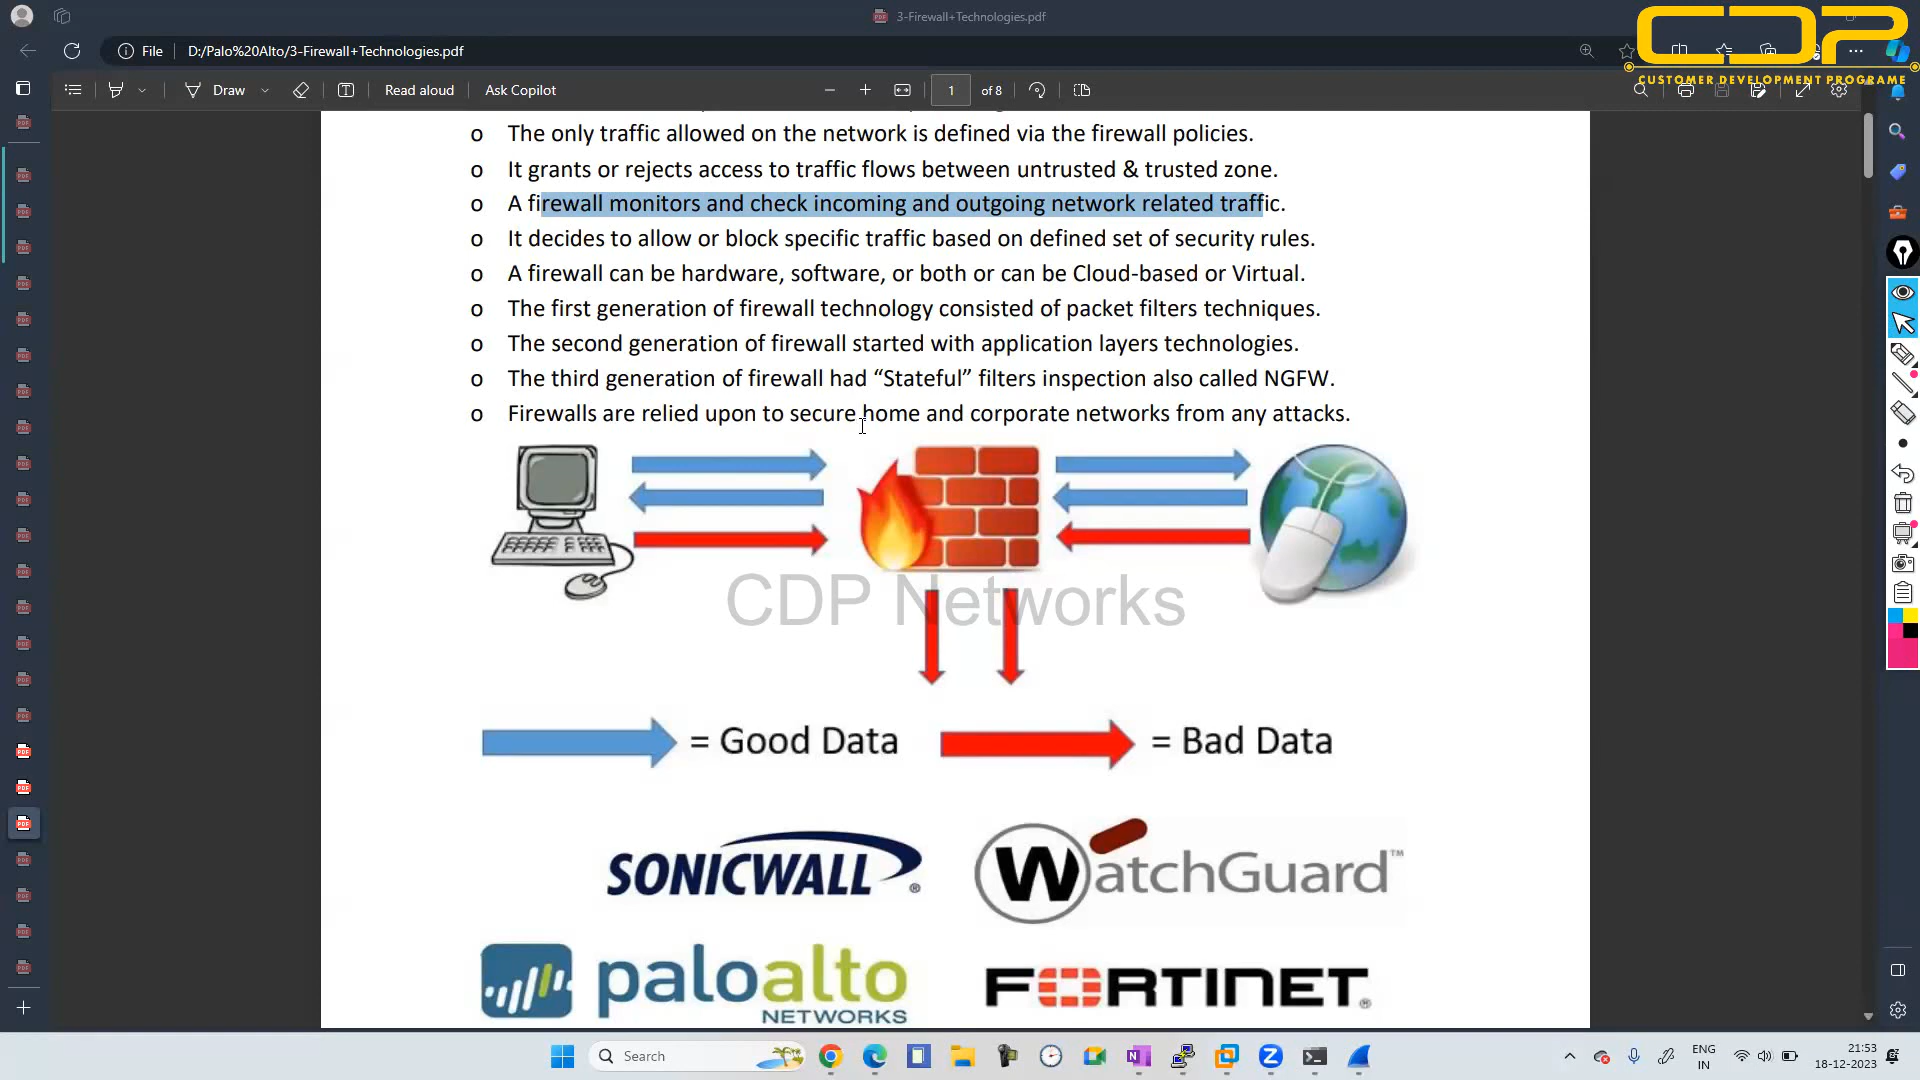 3-Firewall+Technologies.pdf
CDP
CUSTOMER DEVELOPMENT PROGRAME
File
D:/Palo%20Alto/3-Firewall+Technologies.pdf
Draw
Read aloud
Ask Copilot
1 of 8
o The only traffic allowed on the network is defined via the firewall policies.
o It grants or rejects access to traffic flows between untrusted & trusted zone.
o A firewall monitors and check incoming and outgoing network related traffic.
o It decides to allow or block specific traffic based on defined set of security rules.
o A firewall can be hardware, software, or both or can be Cloud-based or Virtual.
o The first generation of firewall technology consisted of packet filters techniques.
o The second generation of firewall started with application layers technologies.
o The third generation of firewall had “Stateful” filters inspection also called NGFW.
o Firewalls are relied upon to secure home and corporate networks from any attacks.
CDP Networks
= Good Data
= Bad Data
SONICWALL®
WatchGuard™
paloalto
NETWORKS
FORTINET®
Search
ENG
IN
21:53
18-12-2023